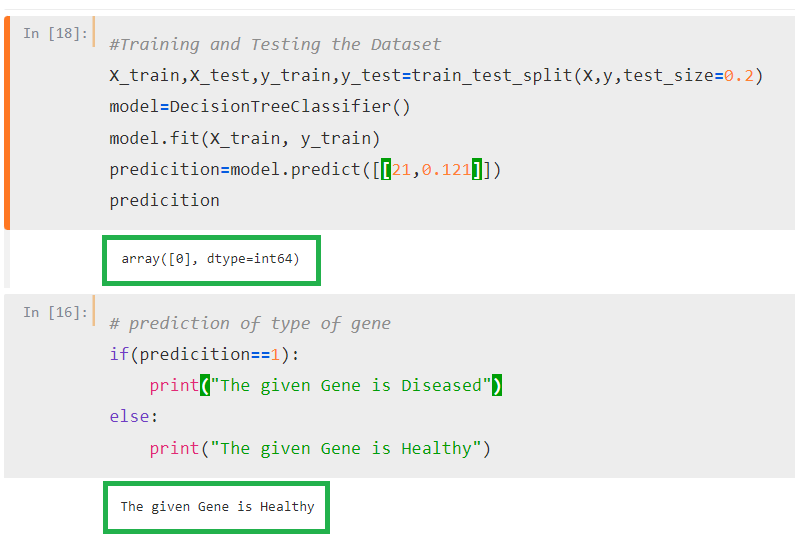 In [18]:
#Training and Testing the Dataset
X_train,X_test,y_train,y_test=train_test_split(X,y,test_size=0.2)
model=DecisionTreeClassifier()
model.fit(X_train, y_train)
predicition=model.predict([[21,0.121]])
predicition
array([0], dtype=int64)
In [16]:
# prediction of type of gene
if(predicition==1):
    print("The given Gene is Diseased")
else:
    print("The given Gene is Healthy")
The given Gene is Healthy